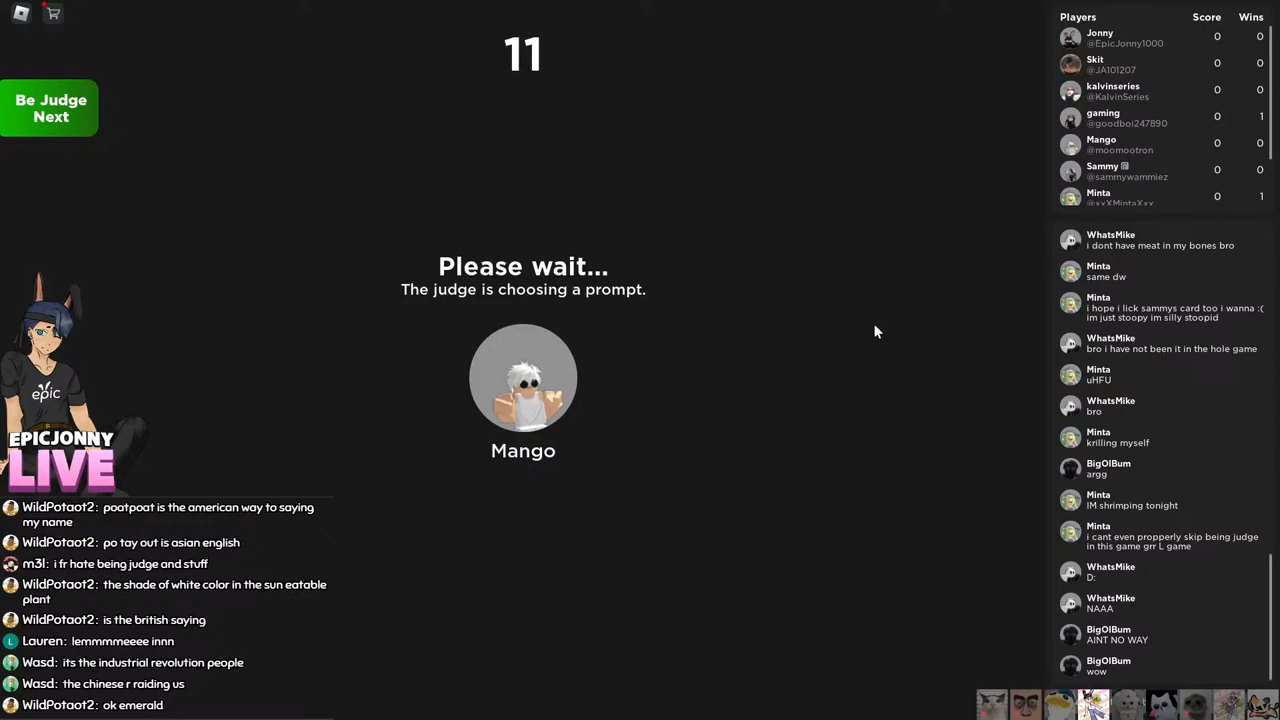 11
Be Judge
Next
Please wait...
The judge is choosing a prompt.
Mango
epic
EPICJONNY
LIVE
WildPotaot2: poatpoat is the american way to saying
my name
WildPotaot2: po tay out is asian english
m3l: i fr hate being judge and stuff
WildPotaot2: the shade of white color in the sun eatable
plant
WildPotaot2: is the british saying
L Lauren: lemmmmeeee innn
Wasd: its the industrial revolution people
Wasd: the chinese r raiding us
WildPotaot2: ok emerald
Players Score Wins
Jonny
@EpicJonny1000 0 0
Skit
@JA101207 0 0
kalvinseries
@KalvinSeries 0 0
gaming
@goodboi247890 0 1
Mango
@moomootron 0 0
Sammy
@sammywammiez 0 0
Minta
@xxXMintaXxx 0 1
WhatsMike
i dont have meat in my bones bro
Minta
same dw
Minta
i hope i lick sammys card too i wanna :(
im just stoopy im silly stoopid
WhatsMike
bro i have not been it in the hole game
Minta
uHFU
WhatsMike
bro
Minta
krilling myself
BigOlBum
argg
Minta
IM shrimping tonight
Minta
i cant even propperly skip being judge
in this game grr L game
WhatsMike
D:
WhatsMike
NAAA
BigOlBum
AINT NO WAY
BigOlBum
wow